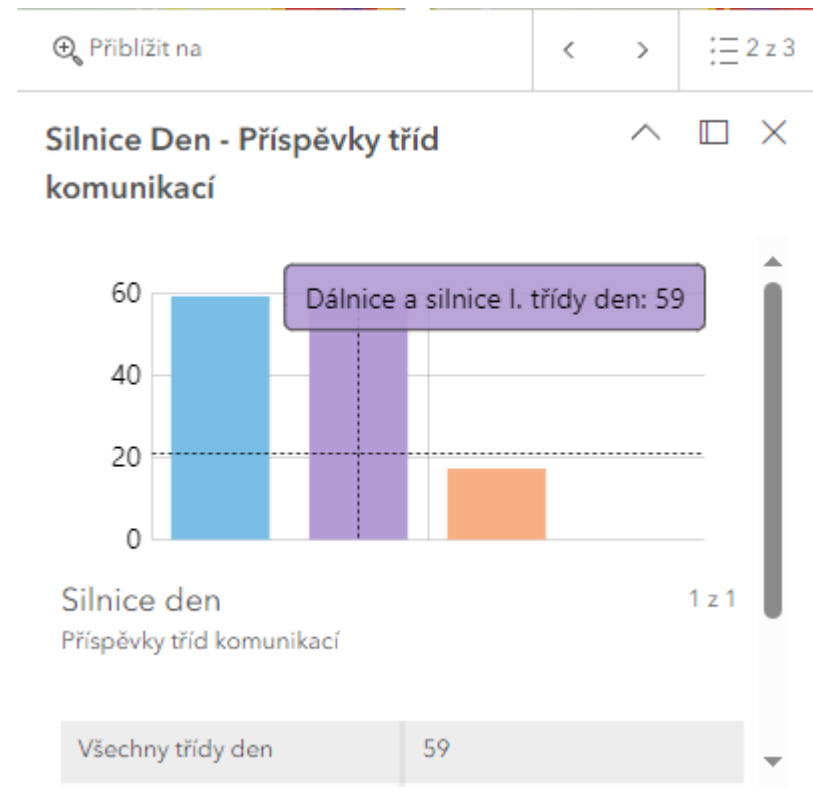 Přiblížit na
2 z 3
Silnice Den - Příspěvky tříd
komunikací
Dálnice a silnice I. třídy den: 59
60
40
20
0
Silnice den
1 z 1
Příspěvky tříd komunikací
Všechny třídy den 59